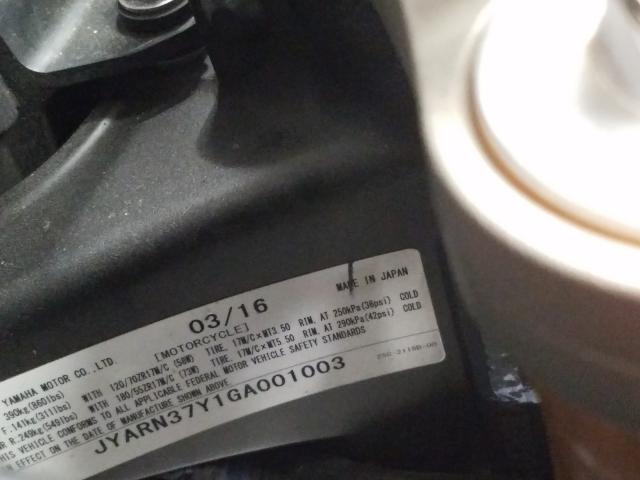 03/16 MADE IN JAPAN
YAMAHA MOTOR CO.,LTD. [MOTORCYCLE]
390kg(860lbs) WITH 120/70ZR17M/C (58W) TIRE, 17M/C×MT3.50 RIM, AT 250kPa(36psi) COLD
F.141kg(311lbs) WITH 180/55ZR17M/C (73W) TIRE, 17M/C×MT5.50 RIM, AT 290kPa(42psi) COLD
R.249kg(549lbs)
THIS VEHICLE CONFORMS TO ALL APPLICABLE FEDERAL MOTOR VEHICLE SAFETY STANDARDS
IN EFFECT ON THE DATE OF MANUFACTURE SHOWN ABOVE
JYARN37Y1GA001003